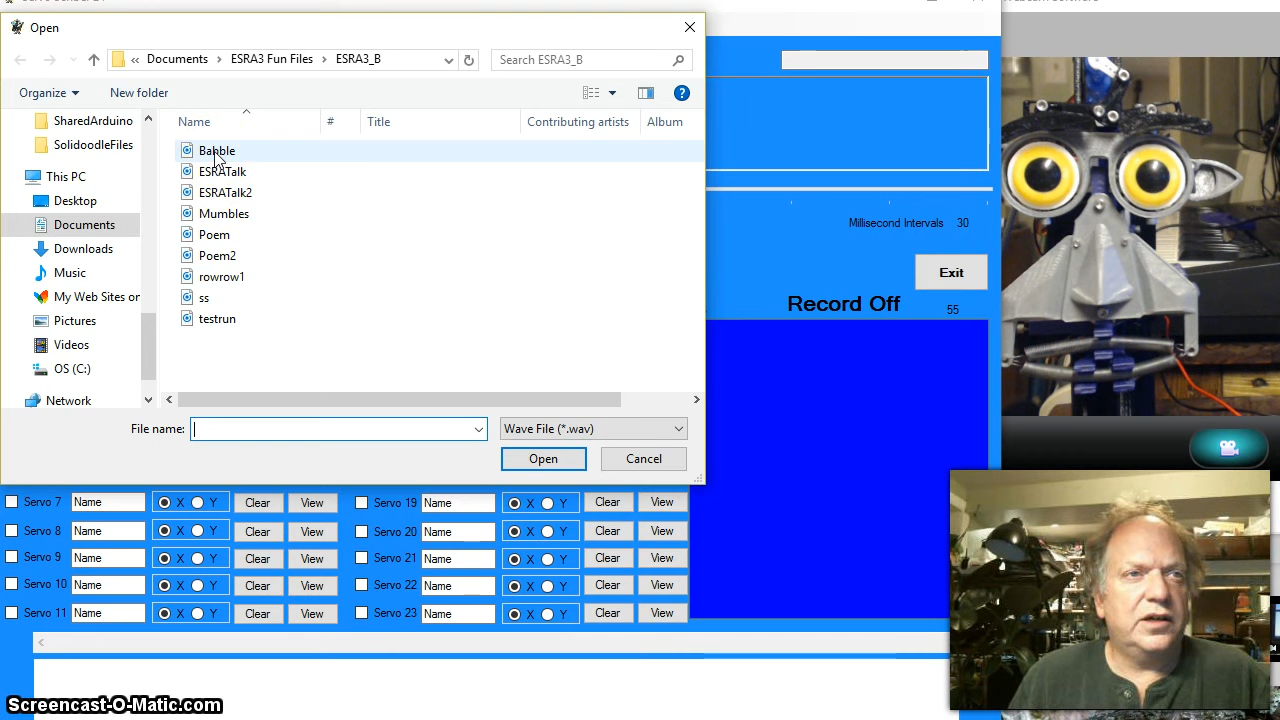 Open
« Documents › ESRA3 Fun Files › ESRA3_B
Search ESRA3_B
Organize
New folder
Name
#
Title
Contributing artists
Album
SharedArduino
SolidoodleFiles
This PC
Desktop
Documents
Downloads
Music
My Web Sites or
Pictures
Videos
OS (C:)
Network
Babble
ESRATalk
ESRATalk2
Mumbles
Poem
Poem2
rowrow1
ss
testrun
File name:
Wave File (*.wav)
Open
Cancel
Millisecond Intervals 30
Exit
Record Off
55
Servo 7 Name X Y Clear View Servo 19 Name X Y Clear View
Servo 8 Name X Y Clear View Servo 20 Name X Y Clear View
Servo 9 Name X Y Clear View Servo 21 Name X Y Clear View
Servo 10 Name X Y Clear View Servo 22 Name X Y Clear View
Servo 11 Name X Y Clear View Servo 23 Name X Y Clear View
Screencast-O-Matic.com